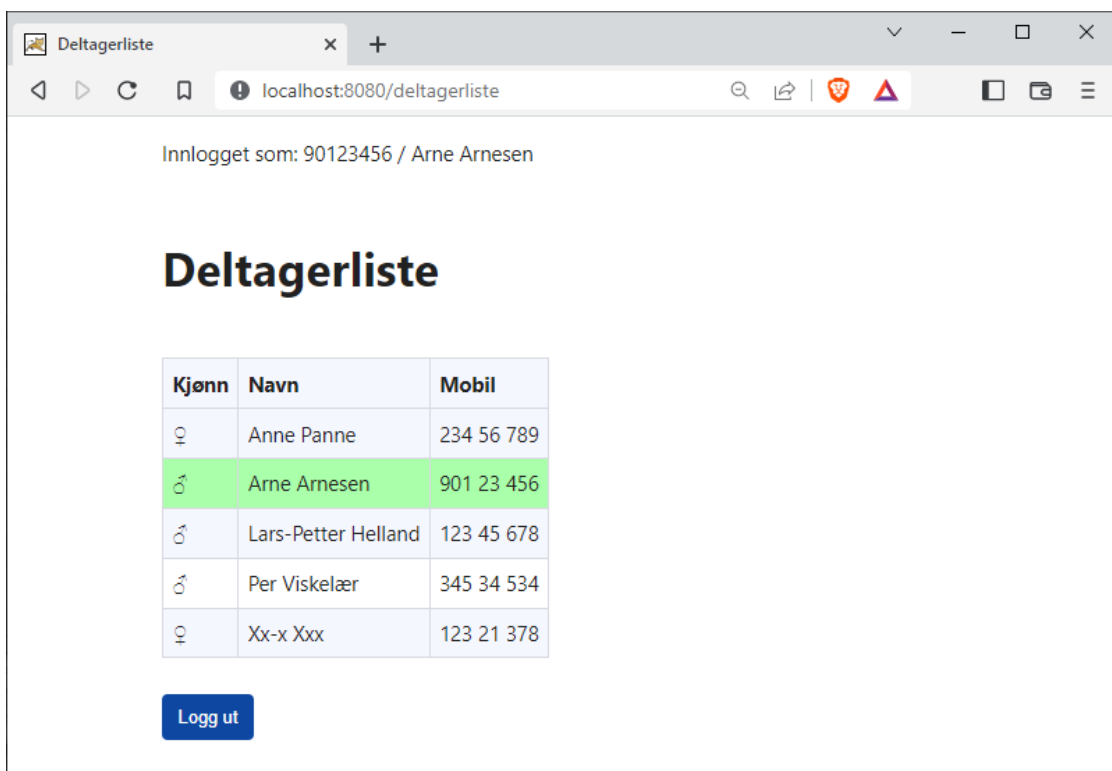 Deltagerliste
localhost:8080/deltagerliste
Innlogget som: 90123456 / Arne Arnesen
Deltagerliste
Kjønn Navn Mobil
♀ Anne Panne 234 56 789
♂ Arne Arnesen 901 23 456
♂ Lars-Petter Helland 123 45 678
♂ Per Viskelær 345 34 534
♀ Xx-x Xxx 123 21 378
Logg ut